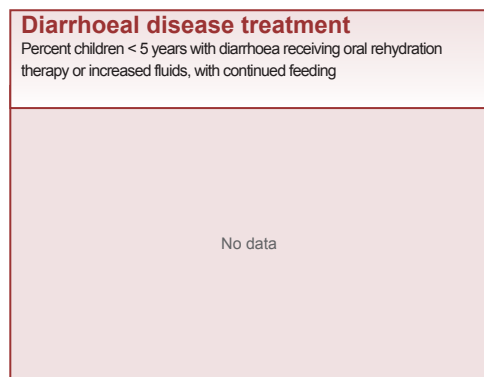 Diarrhoeal disease treatment
Percent children < 5 years with diarrhoea receiving oral rehydration
therapy or increased fluids, with continued feeding
No data